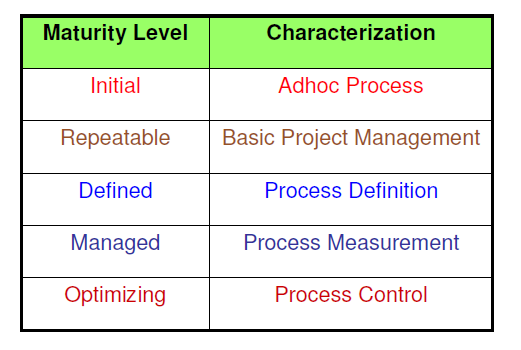 Maturity Level Characterization
Initial Adhoc Process
Repeatable Basic Project Management
Defined Process Definition
Managed Process Measurement
Optimizing Process Control